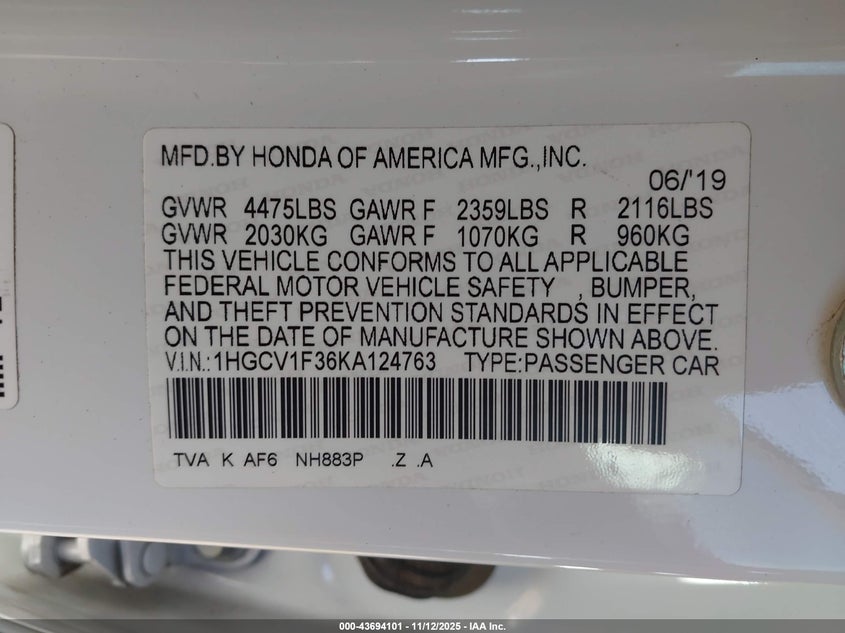 MFD.BY HONDA OF AMERICA MFG.,INC.
06/'19
GVWR 4475LBS GAWR F 2359LBS R 2116LBS
GVWR 2030KG GAWR F 1070KG R 960KG
THIS VEHICLE CONFORMS TO ALL APPLICABLE
FEDERAL MOTOR VEHICLE SAFETY , BUMPER,
AND THEFT PREVENTION STANDARDS IN EFFECT
ON THE DATE OF MANUFACTURE SHOWN ABOVE.
V.I.N.:1HGCV1F36KA124763 TYPE:PASSENGER CAR
TVA K AF6 NH883P .Z .A
000-43694101 - 11/12/2025 - IAA Inc.